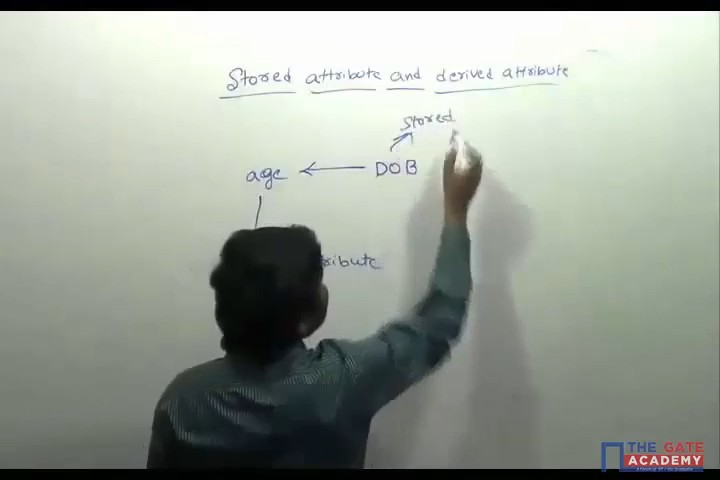 Stored attribute and derived attribute
Stored
age ← DOB
THE GATE
ACADEMY